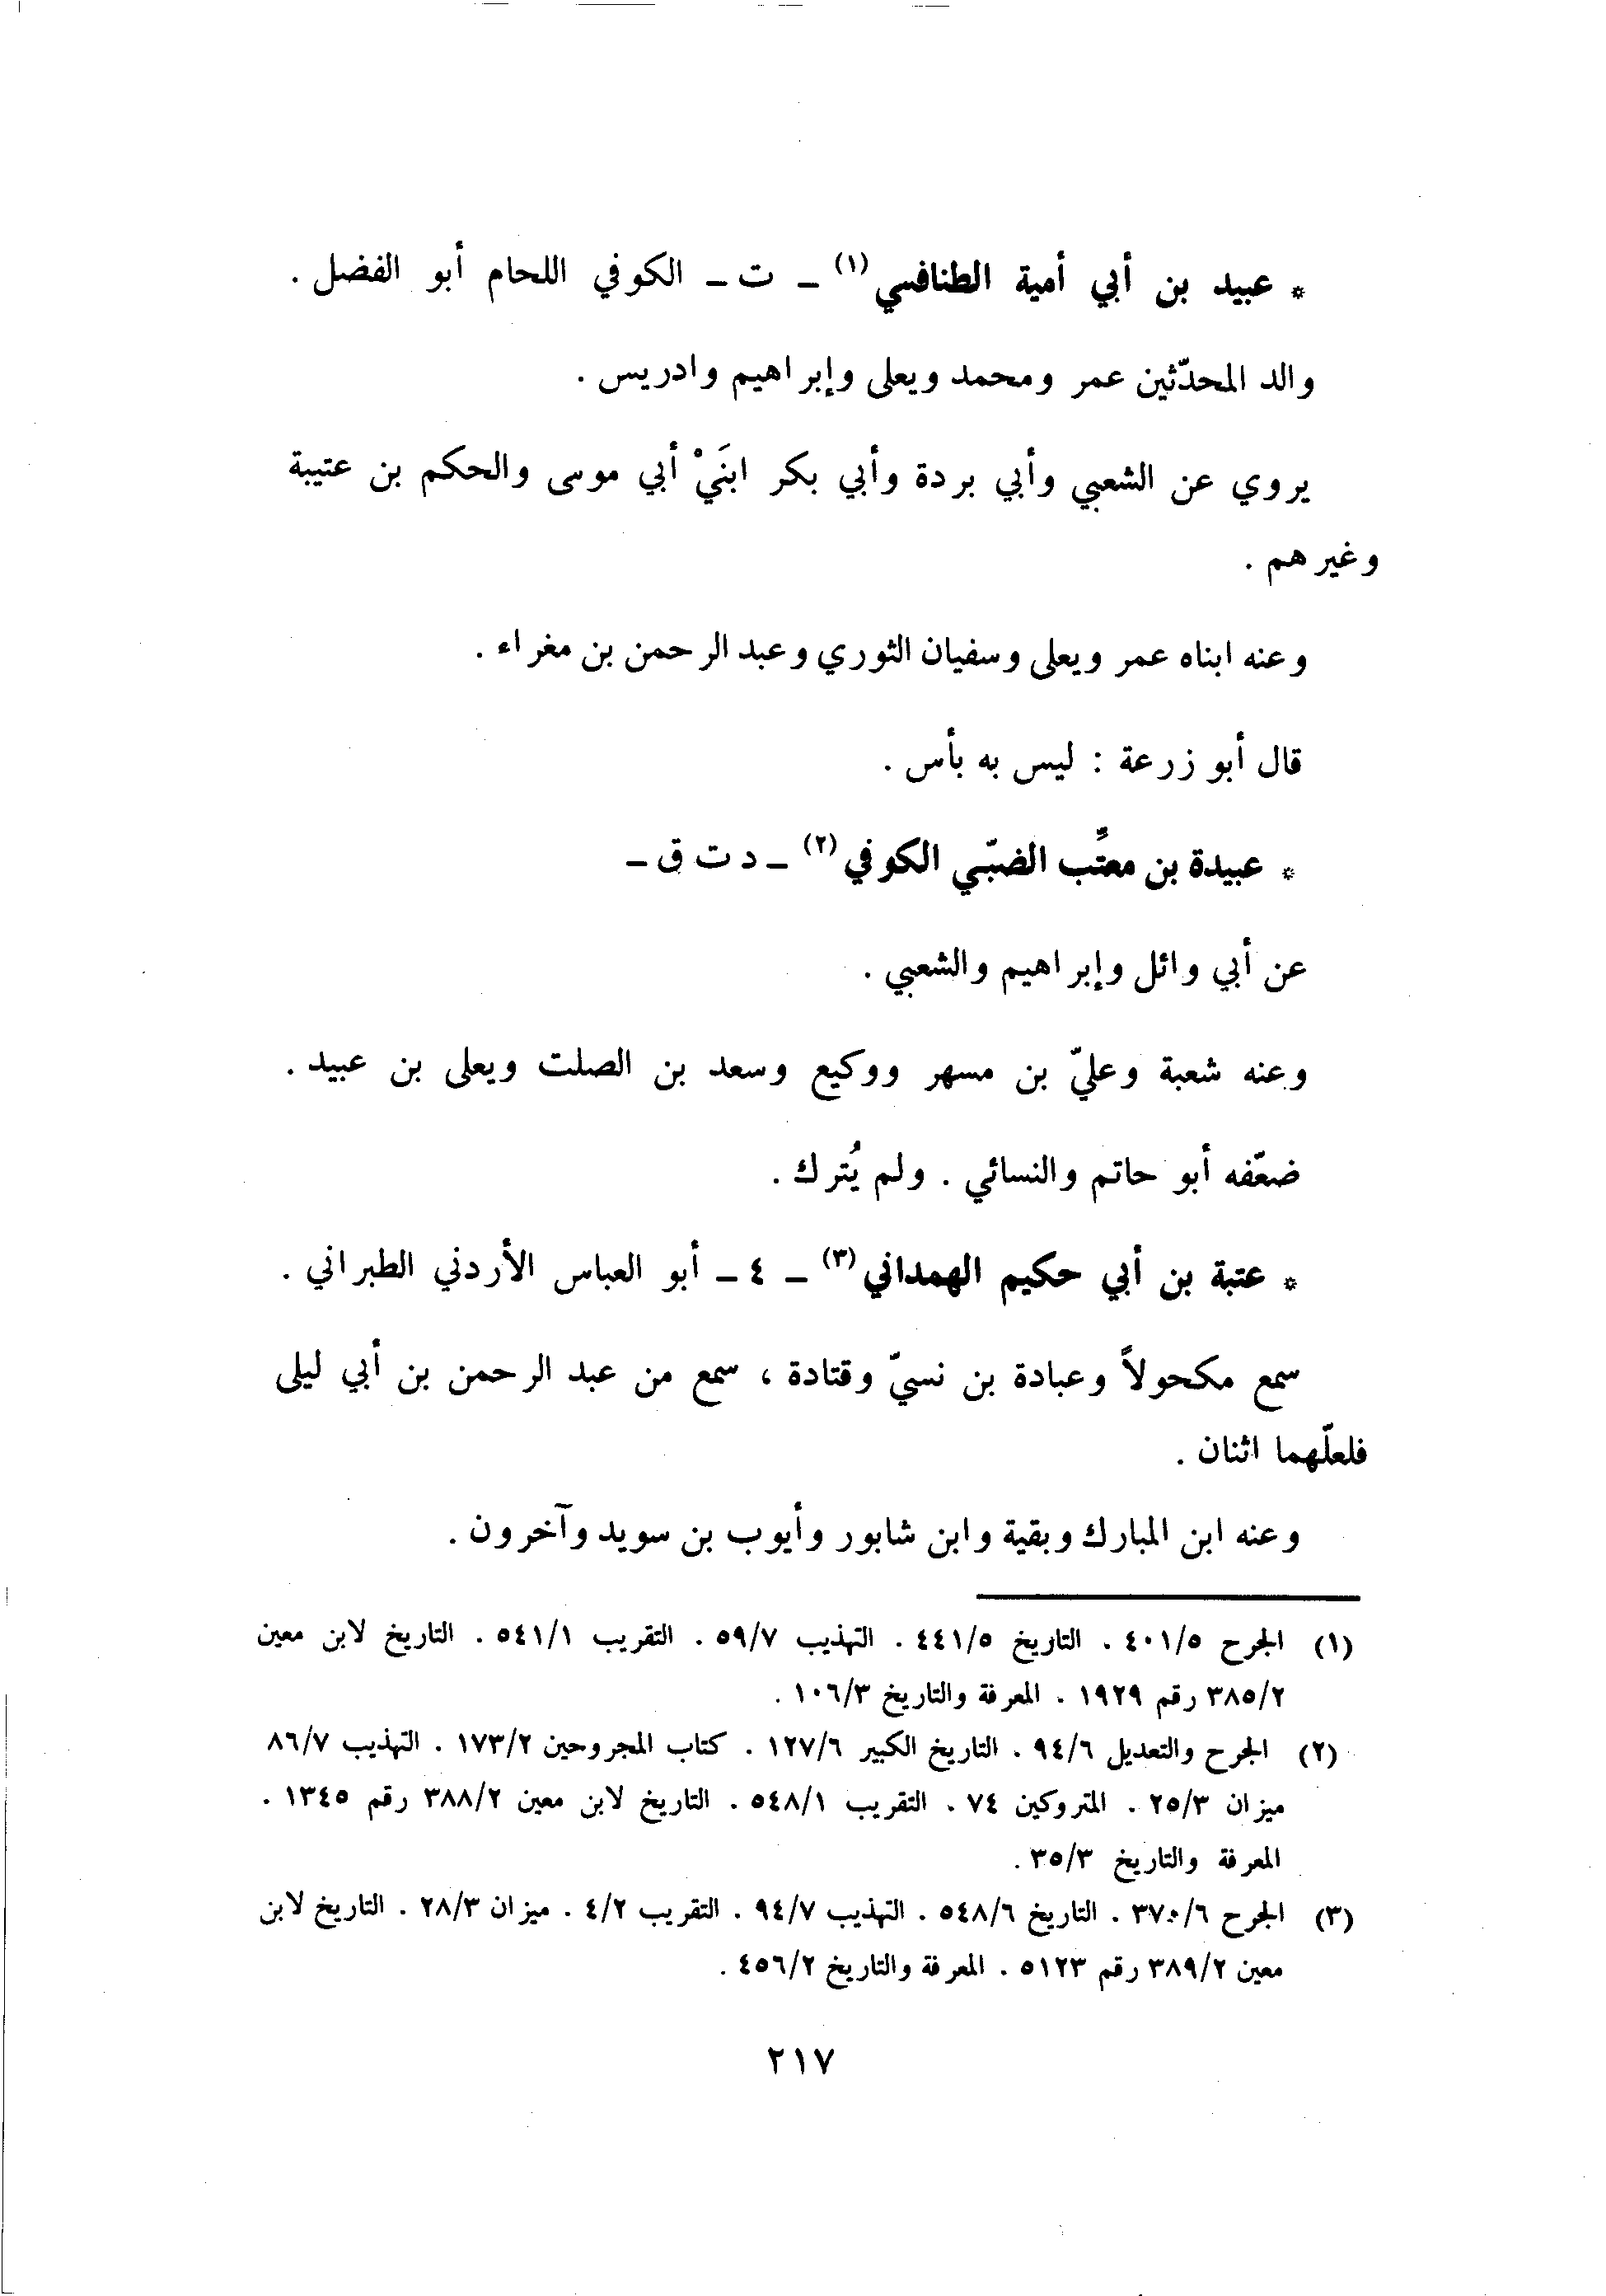 * عبيد بن أبي أمية الطنافسي (١) ــ ت ــ الكوفي اللحام أبو الفضل .
والد المحدّثين عمر ومحمد ويعلى وإبراهيم وادريس .
يروي عن الشعبي وأبي بردة وأبي بكر ابنَيْ أبي موسى والحكم بن عتيبة
وغيرهم .
وعنه ابناه عمر ويعلى وسفيان الثوري وعبد الرحمن بن مغراء .
قال أبو زرعة : ليس به بأس .
* عبيدة بن معتِّب الضبّي الكوفي (٢) ــ د ت ق ــ
عن أبي وائل وإبراهيم والشعبي .
وعنه شعبة وعليّ بن مسهر ووكيع وسعد بن الصلت ويعلى بن عبيد .
ضعّفه أبو حاتم والنسائي . ولم يُترك .
* عتبة بن أبي حكيم الهمداني (٣) ــ ٤ ــ أبو العباس الأردني الطبراني .
سمع مكحولاً وعبادة بن نسيّ وقتادة ، سمع من عبد الرحمن بن أبي ليلى
فلعلّهما اثنان .
وعنه ابن المبارك وبقية وابن شابور وأيوب بن سويد وآخرون .
(١) الجرح ٤٠١/٥ . التاريخ ٤٤١/٥ . التهذيب ٥٩/٧ . التقريب ٥٤١/١ . التاريخ لابن معين
٣٨٥/٢ رقم ١٩٢٩ . المعرفة والتاريخ ١٠٦/٣ .
(٢) الجرح والتعديل ٩٤/٦ . التاريخ الكبير ١٢٧/٦ . كتاب المجروحين ١٧٣/٢ . التهذيب ٨٦/٧
ميزان ٢٥/٣ . المتروكين ٧٤ . التقريب ٥٤٨/١ . التاريخ لابن معين ٣٨٨/٢ رقم ١٣٤٥ .
المعرفة والتاريخ ٣٥/٣ .
(٣) الجرح ٣٧٠/٦ . التاريخ ٥٤٨/٦ . التهذيب ٩٤/٧ . التقريب ٤/٢ . ميزان ٢٨/٣ . التاريخ لابن
معين ٣٨٩/٢ رقم ٥١٢٣ . المعرفة والتاريخ ٤٥٦/٢ .
٢١٧